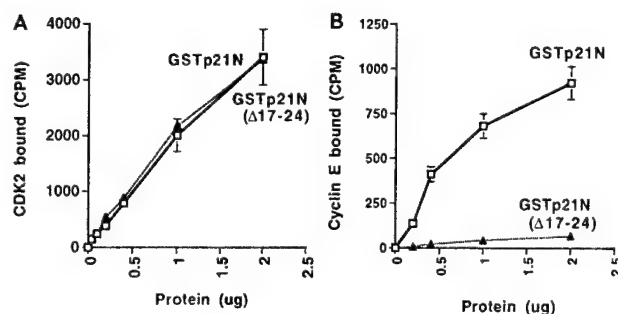 A
CDK2 bound (CPM)
4000
3000
2000
1000
0
GSTp21N
GSTp21N
(Δ17-24)
0
0.5
1
1.5
2
2.5
Protein (ug)
B
Cyclin E bound (CPM)
1250
1000
750
500
250
0
GSTp21N
GSTp21N
(Δ17-24)
0
0.5
1
1.5
2
2.5
Protein (ug)